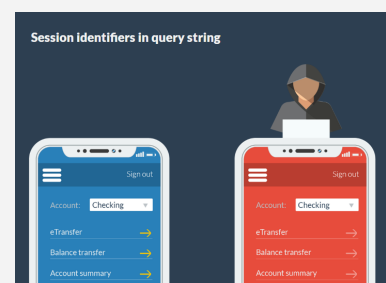 Session identifiers in query string
Sign out
Account: Checking
eTransfer
Balance transfer
Account summary
Sign out
Account: Checking
eTransfer
Balance transfer
Account summary